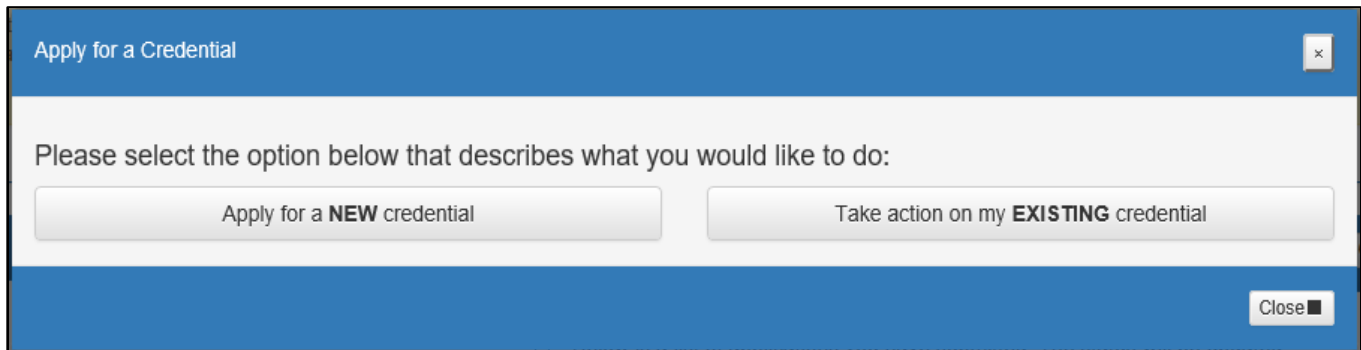 Apply for a Credential
×
Please select the option below that describes what you would like to do:
Apply for a NEW credential
Take action on my EXISTING credential
Close